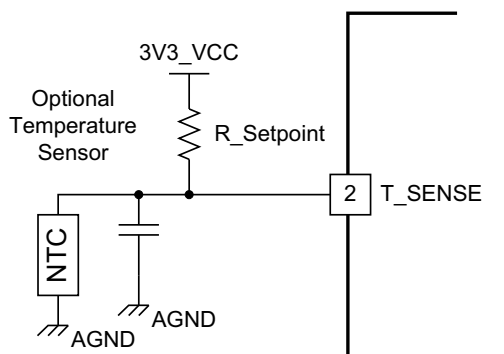 3V3_VCC
Optional
Temperature
Sensor
R_Setpoint
2
T_SENSE
NTC
AGND
AGND